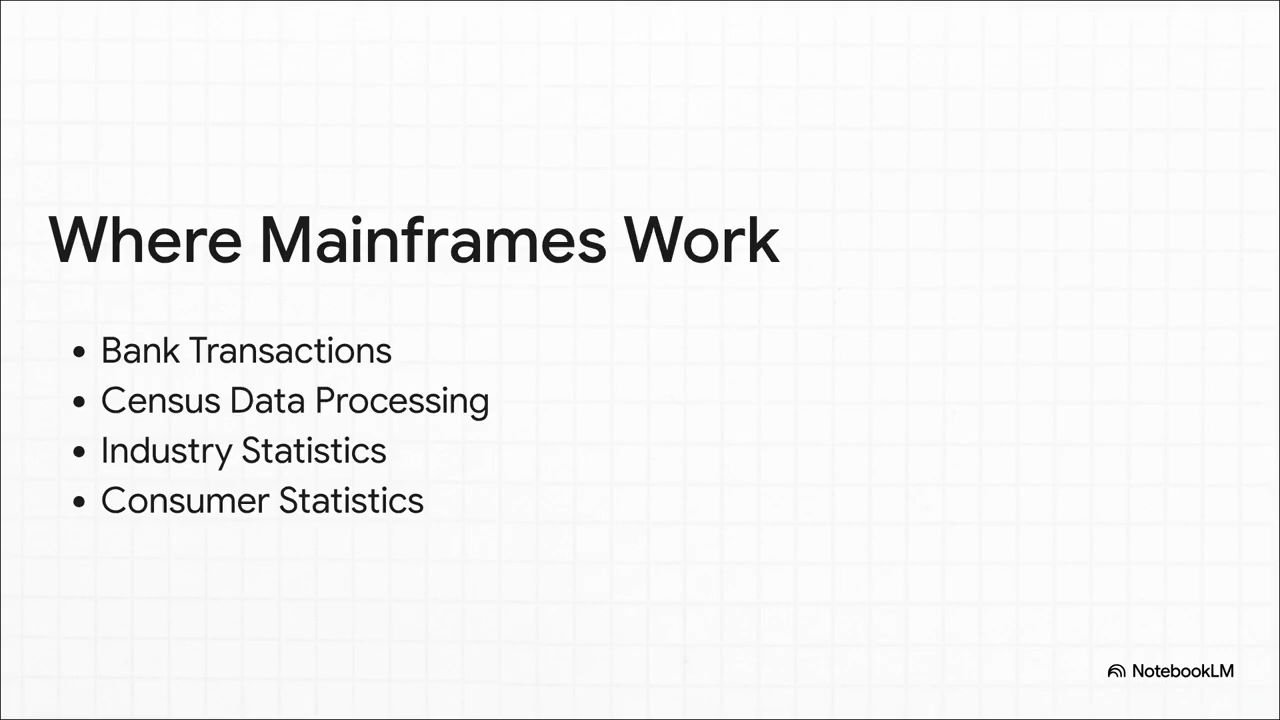 Where Mainframes Work
• Bank Transactions
• Census Data Processing
• Industry Statistics
• Consumer Statistics
NotebookLM